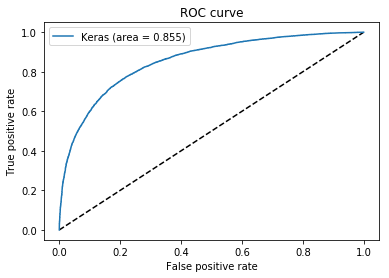 ROC curve
Keras (area = 0.855)
True positive rate
1.0
0.8
0.6
0.4
0.2
0.0
0.0 0.2 0.4 0.6 0.8 1.0
False positive rate